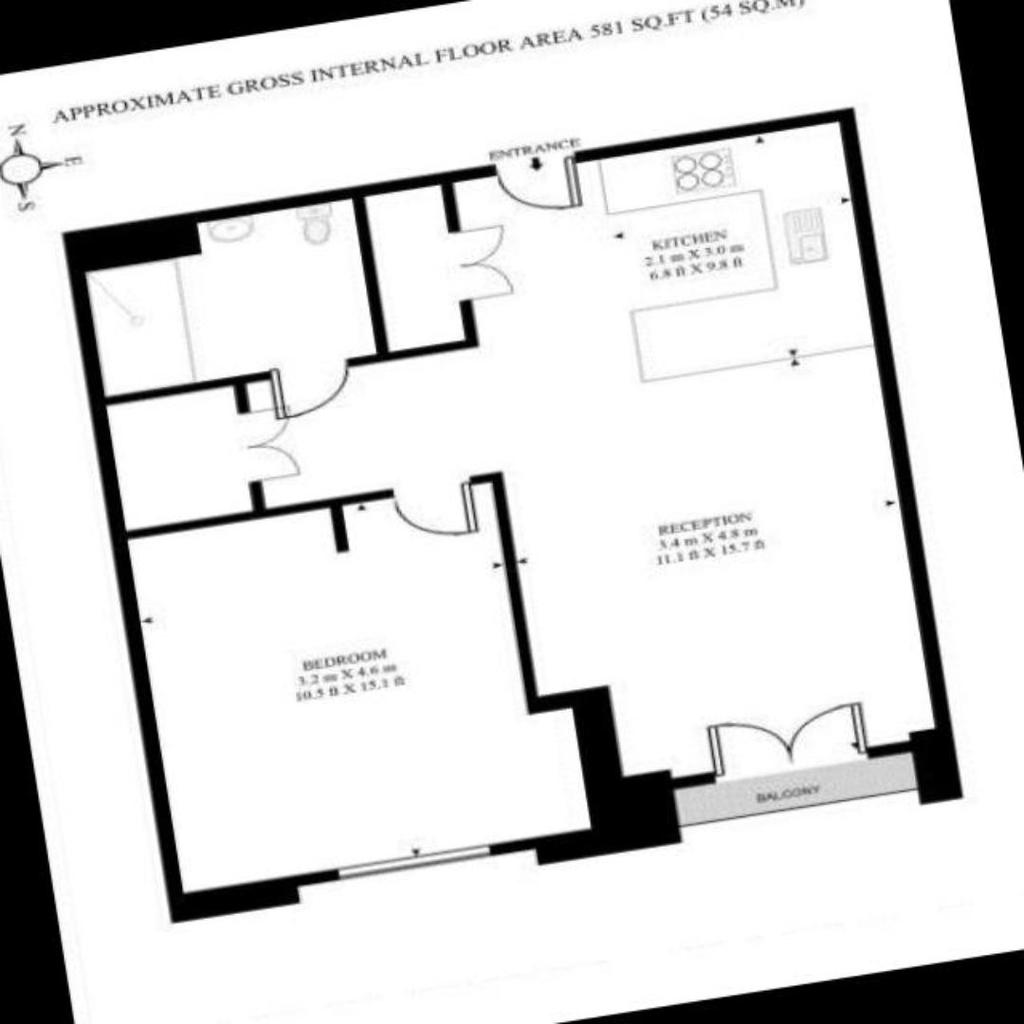 APPROXIMATE GROSS INTERNAL FLOOR AREA 581 SQ.FT (54 SQ.M)
N
E
S
ENTRANCE
KITCHEN
2.1 m X 3.0 m
6.8 ft X 9.8 ft
RECEPTION
3.4 m X 4.8 m
11.1 ft X 15.7 ft
BEDROOM
3.2 m X 4.6 m
10.5 ft X 15.1 ft
BALCONY